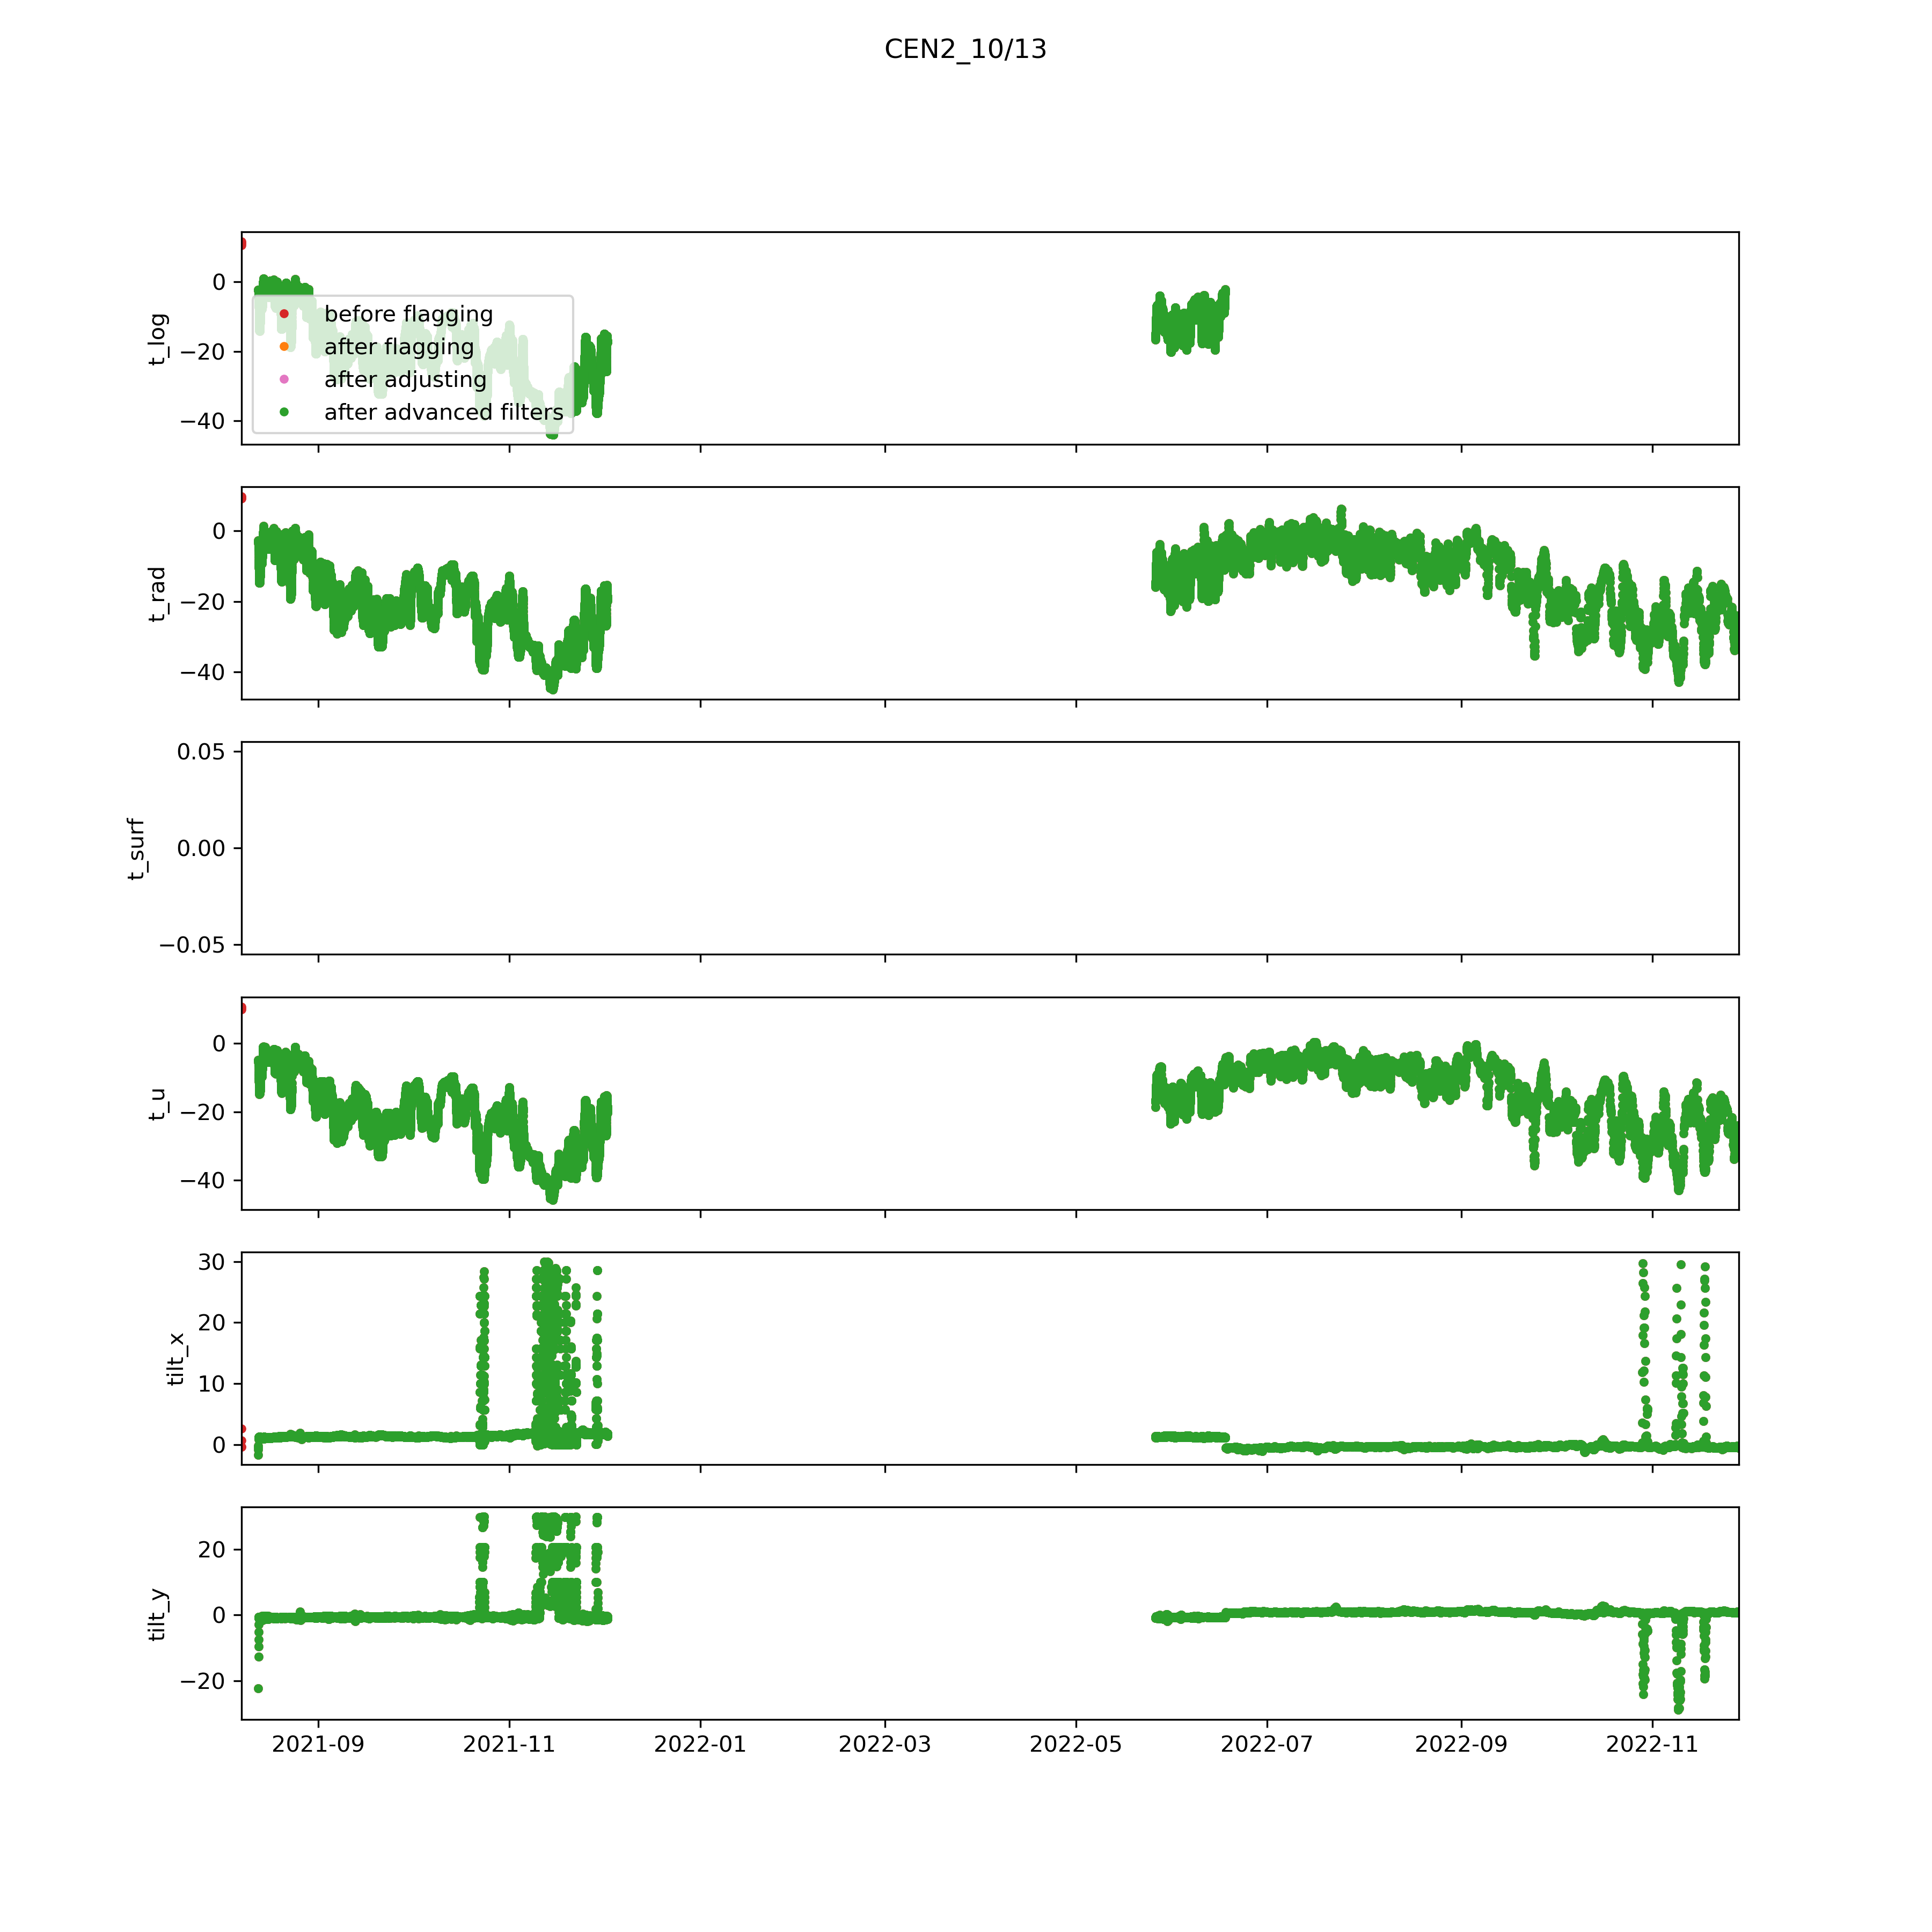 CEN2_10/13
0
−20
−40
t_log
before flagging
after flagging
after adjusting
after advanced filters
0
−20
−40
t_rad
0.05
0.00
−0.05
t_surf
0
−20
−40
t_u
30
20
10
0
tilt_x
20
0
−20
tilt_y
2021-09 2021-11 2022-01 2022-03 2022-05 2022-07 2022-09 2022-11